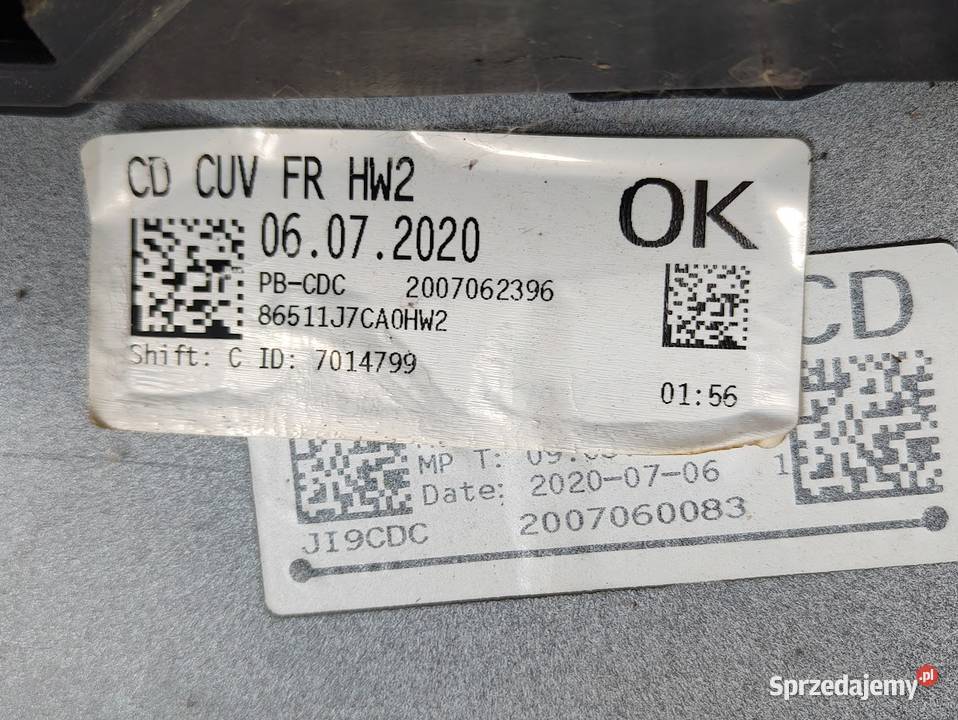 CD CUV FR HW2
OK
06.07.2020
PB-CDC 2007062396
86511J7CA0HW2
Shift: C ID: 7014799
01:56
CD
MP T:
Date: 2020-07-06 1
JI9CDC 2007060083
Sprzedajemy.pl